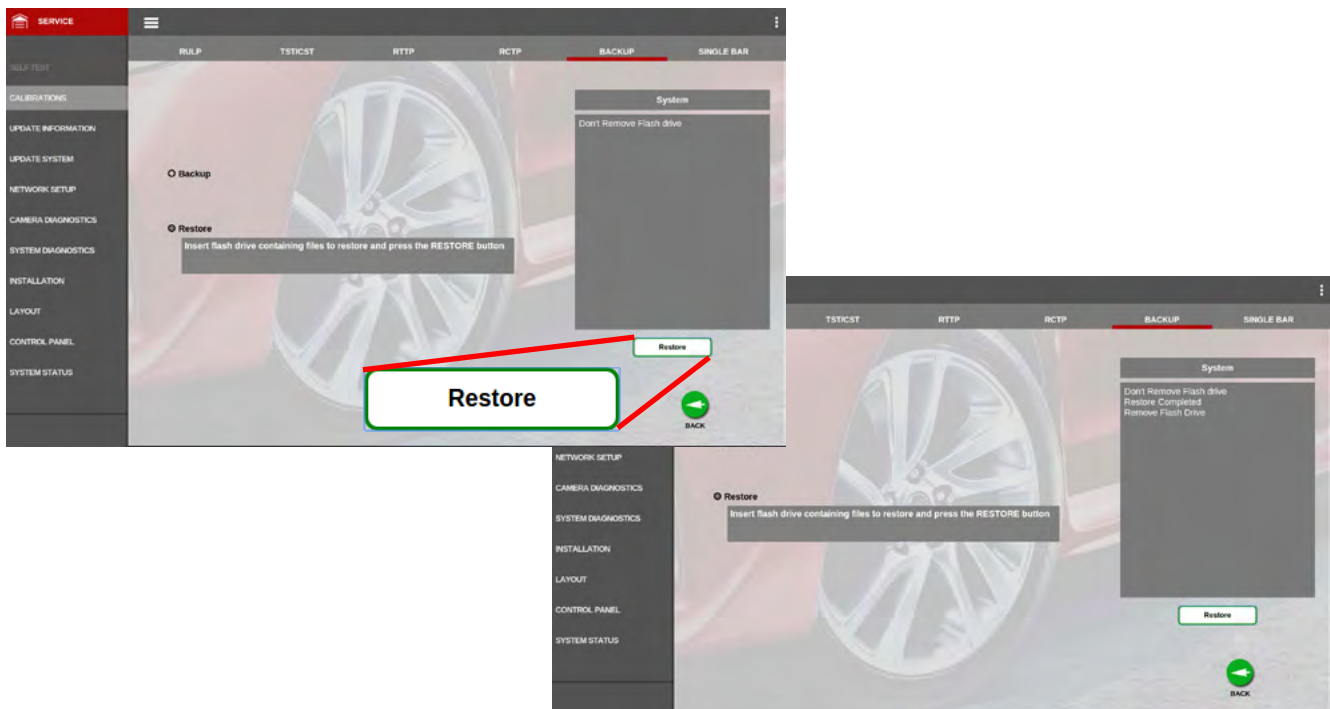 SERVICE
RULP TSTICST RTTP RCTP BACKUP SINGLE BAR
SELF TEST
CALIBRATIONS
UPDATE INFORMATION
UPDATE SYSTEM
NETWORK SETUP
CAMERA DIAGNOSTICS
SYSTEM DIAGNOSTICS
INSTALLATION
LAYOUT
CONTROL PANEL
SYSTEM STATUS
Backup
Restore
Insert flash drive containing files to restore and press the RESTORE button
System
Don't Remove Flash drive
Restore
Restore
BACK
TSTICST RTTP RCTP BACKUP SINGLE BAR
NETWORK SETUP
CAMERA DIAGNOSTICS
SYSTEM DIAGNOSTICS
INSTALLATION
LAYOUT
CONTROL PANEL
SYSTEM STATUS
Restore
Insert flash drive containing files to restore and press the RESTORE button
System
Don't Remove Flash drive
Restore Completed
Remove Flash Drive
Restore
BACK